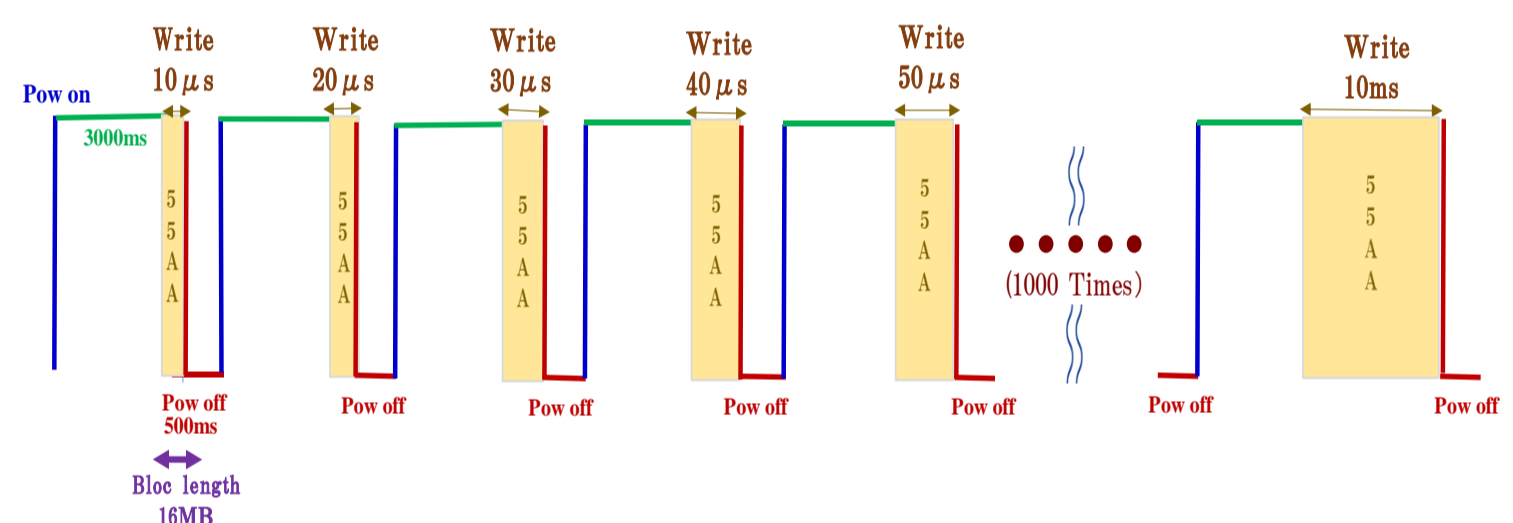 Write
10μs
Write
20μs
Write
30μs
Write
40μs
Write
50μs
Write
10ms
Pow on
3000ms
5
5
A
A
5
5
A
A
5
5
A
A
5
5
A
A
5
5
A
A
5
5
A
A
(1000 Times)
Pow off
500ms
Pow off
Pow off
Pow off
Pow off
Pow off
Pow off
Bloc length
16MB